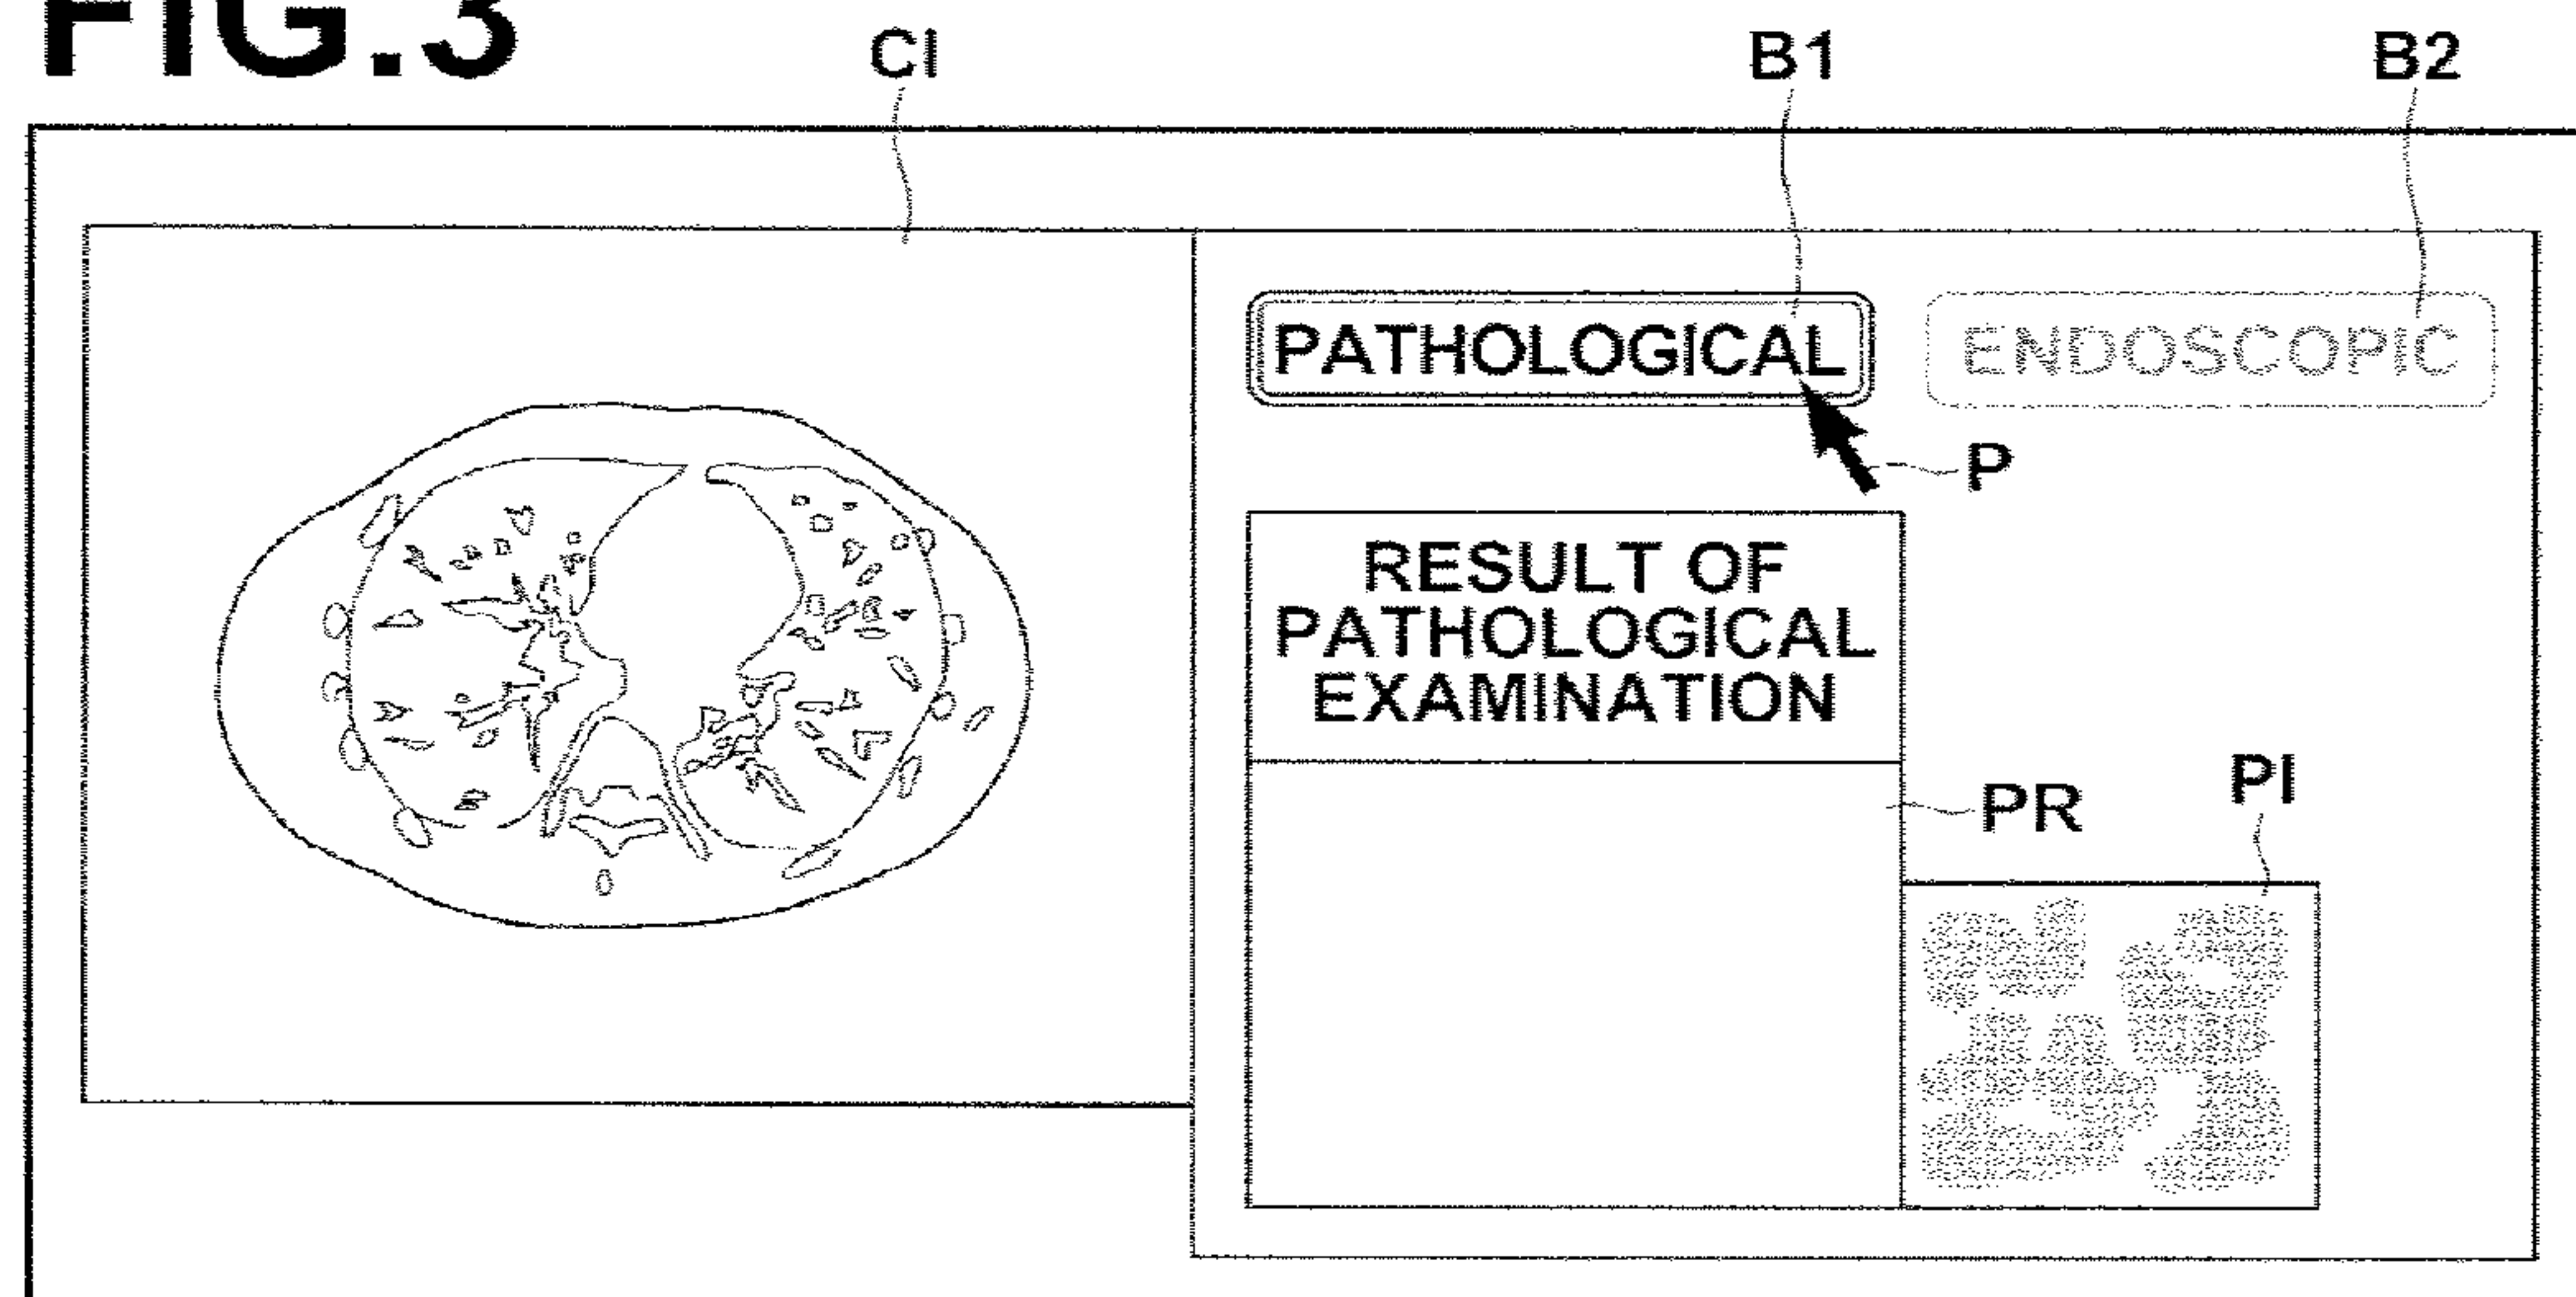 FIG.3
CI
B1
B2
PATHOLOGICAL
ENDOSCOPIC
P
RESULT OF
PATHOLOGICAL
EXAMINATION
PR
PI